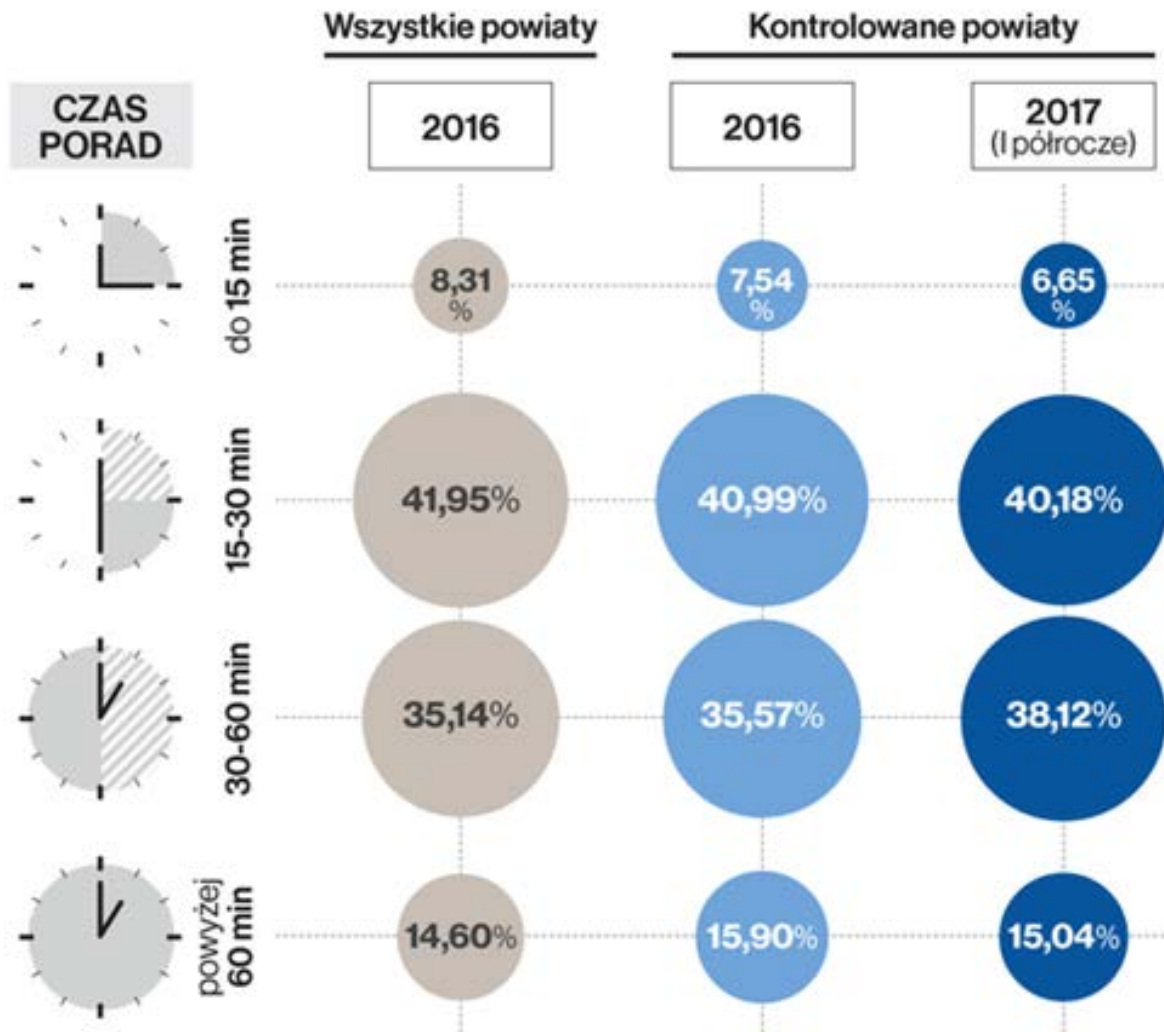 Wszystkie powiaty
Kontrolowane powiaty
CZAS
PORAD
2016
2016
2017
(I półrocze)
do 15 min
8,31
%
7,54
%
6,65
%
15-30 min
41,95%
40,99%
40,18%
30-60 min
35,14%
35,57%
38,12%
powyżej
60 min
14,60%
15,90%
15,04%